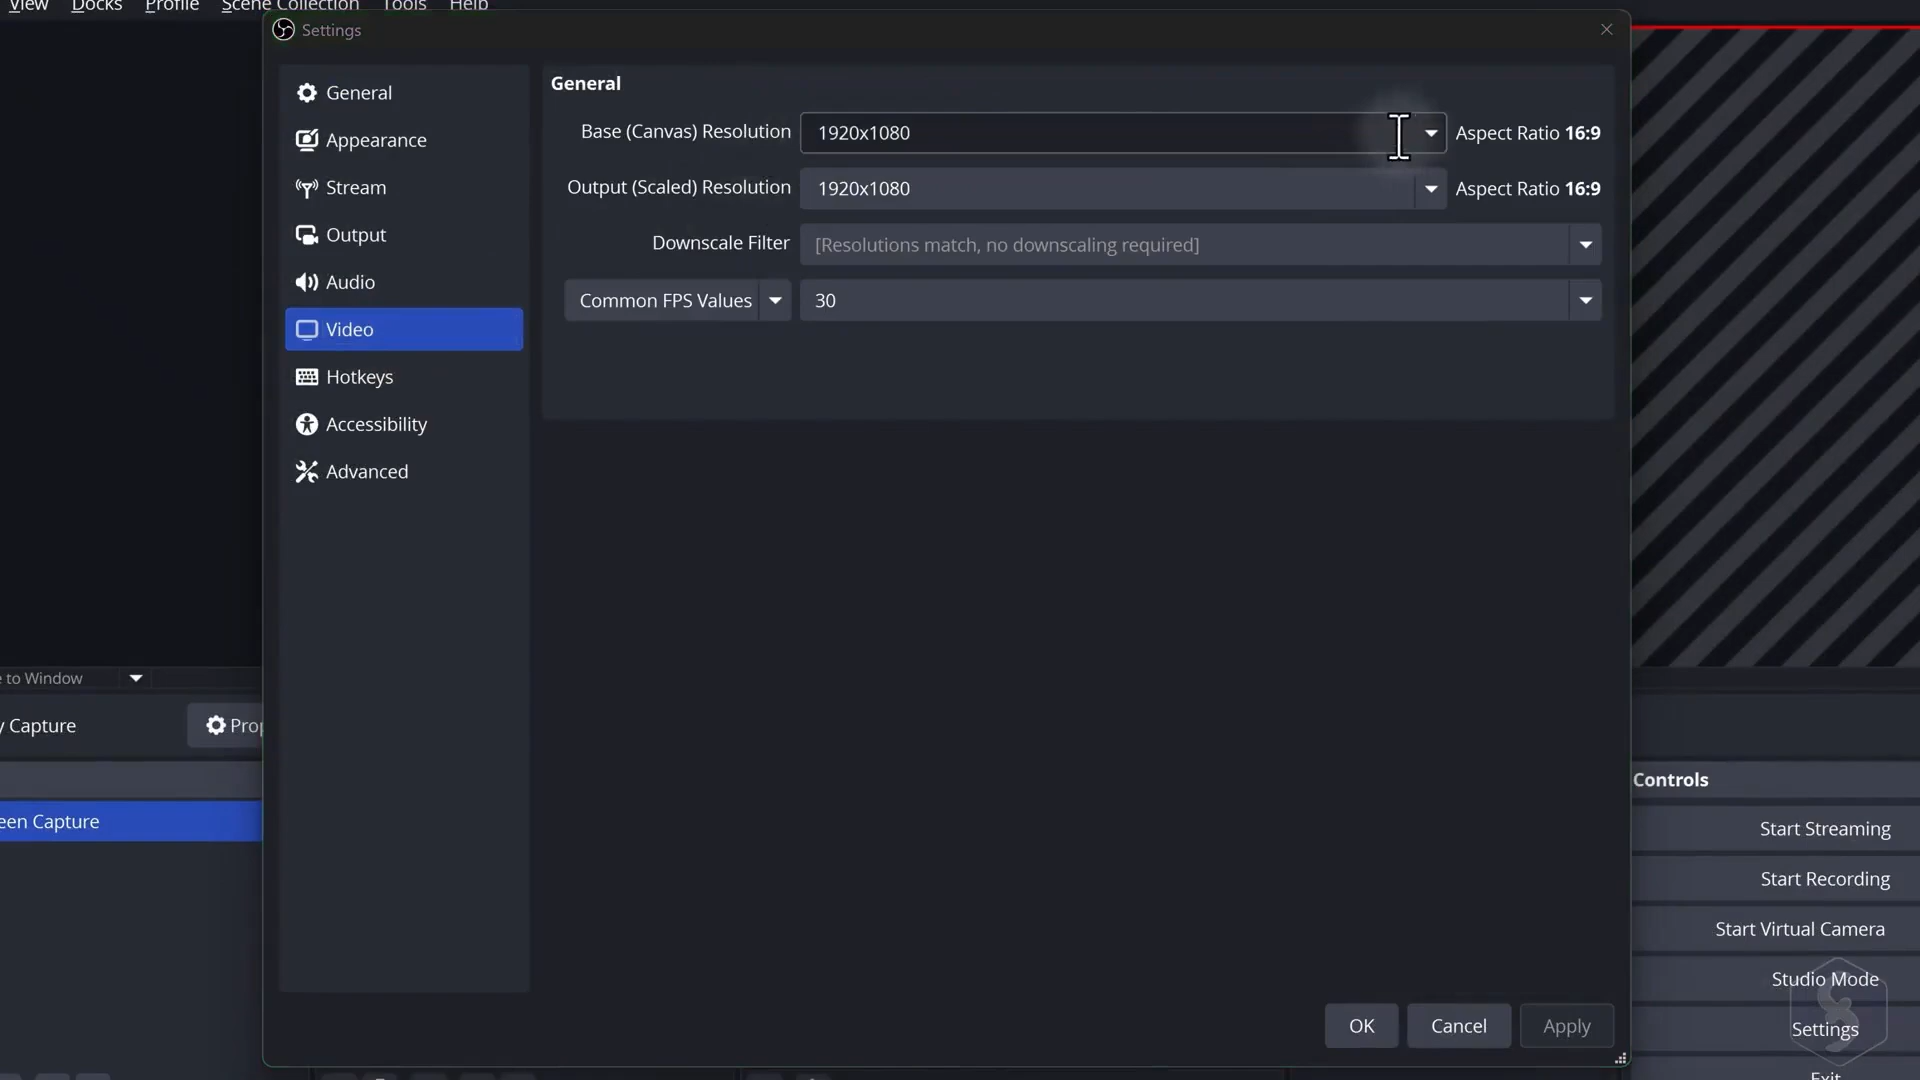 View Docks Profile Scene Collection Tools Help
Settings
General
Appearance
Stream
Output
Audio
Video
Hotkeys
Accessibility
Advanced
General
Base (Canvas) Resolution 1920x1080 Aspect Ratio 16:9
Output (Scaled) Resolution 1920x1080 Aspect Ratio 16:9
Downscale Filter [Resolutions match, no downscaling required]
Common FPS Values 30
e to Window
y Capture
Prop
een Capture
Controls
Start Streaming
Start Recording
Start Virtual Camera
Studio Mode
Settings
Exit
OK Cancel Apply